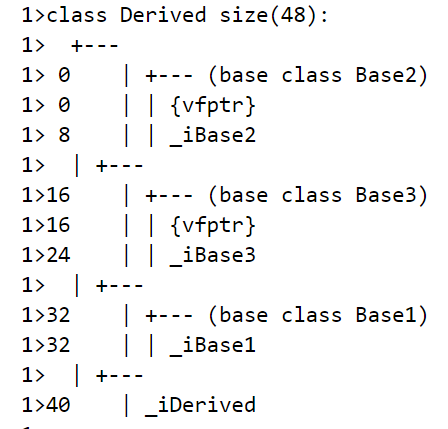 1>class Derived size(48):
1>  +---
1> 0    | +--- (base class Base2)
1> 0    | | {vfptr}
1> 8    | | _iBase2
1>  | +---
1>16    | +--- (base class Base3)
1>16    | | {vfptr}
1>24    | | _iBase3
1>  | +---
1>32    | +--- (base class Base1)
1>32    | | _iBase1
1>  | +---
1>40    | _iDerived